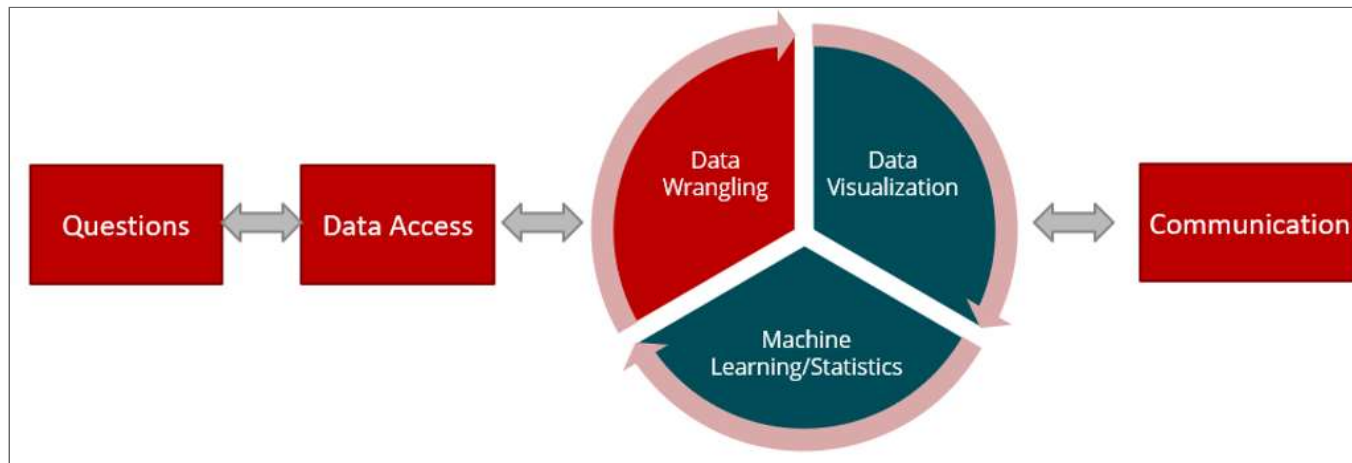 Questions
Data Access
Data
Wrangling
Data
Visualization
Machine
Learning/Statistics
Communication